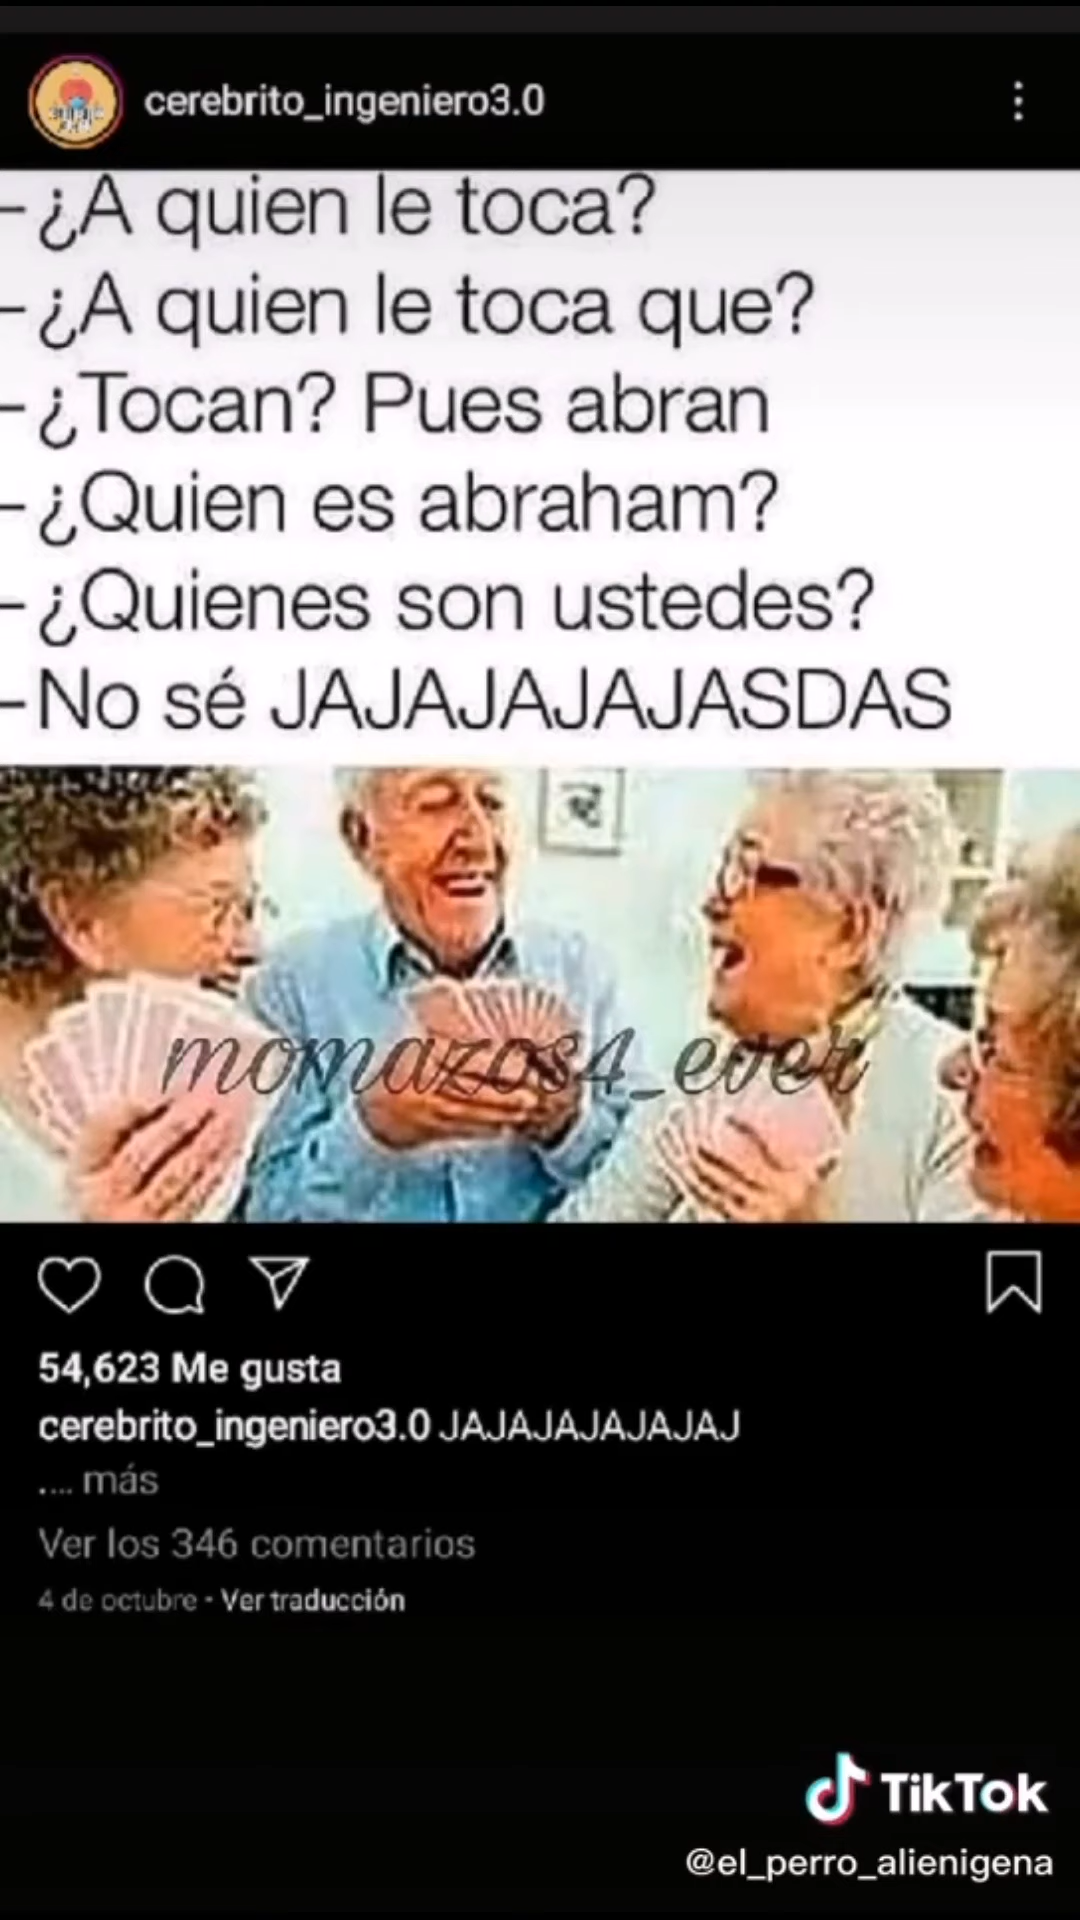 cerebrito_ingeniero3.0
-¿A quien le toca?
-¿A quien le toca que?
-¿Tocan? Pues abran
-¿Quien es abraham?
-¿Quienes son ustedes?
-No sé JAJAJAJAJAJASDAS
momazos4_ever
54,623 Me gusta
cerebrito_ingeniero3.0 JAJAJAJAJAJAJ
.... más
Ver los 346 comentarios
4 de octubre · Ver traducción
TikTok
@el_perro_alienigena